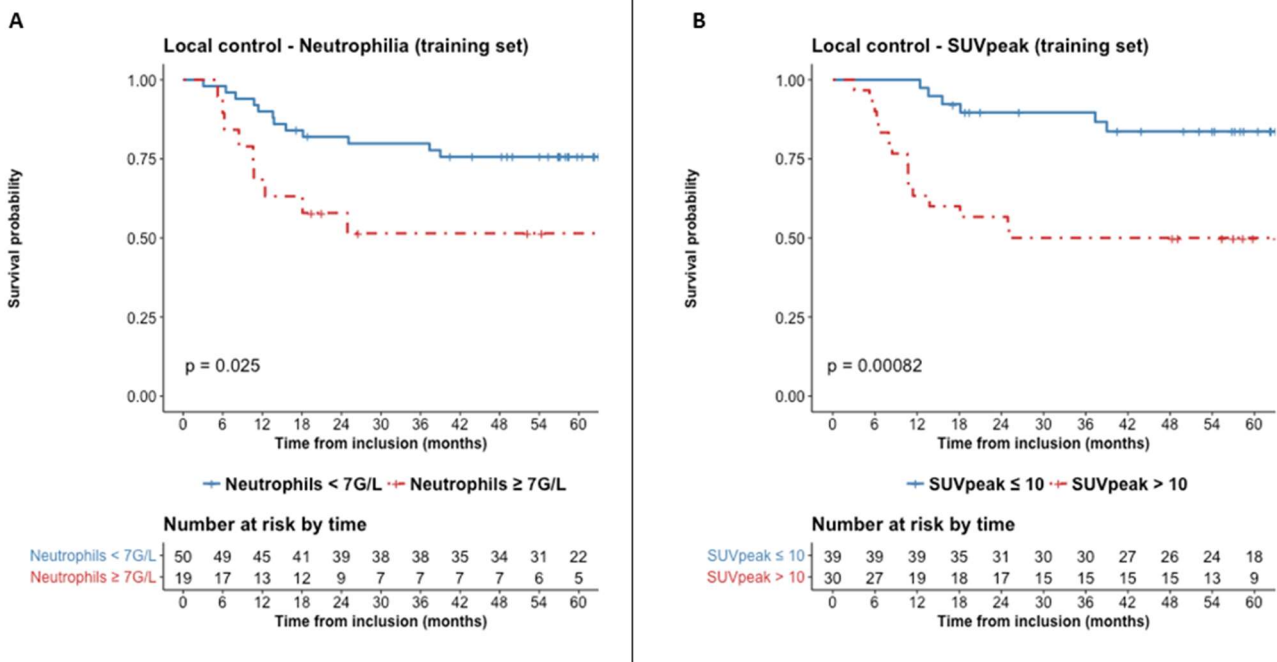 A
Local control - Neutrophilia (training set)
Survival probability
1.00
0.75
0.50
0.25
0.00
p = 0.025
0 6 12 18 24 30 36 42 48 54 60
Time from inclusion (months)
Neutrophils < 7G/L Neutrophils ≥ 7G/L
Number at risk by time
Neutrophils < 7G/L 50 49 45 41 39 38 38 35 34 31 22
Neutrophils ≥ 7G/L 19 17 13 12 9 7 7 7 7 6 5
0 6 12 18 24 30 36 42 48 54 60
Time from inclusion (months)
B
Local control - SUVpeak (training set)
Survival probability
1.00
0.75
0.50
0.25
0.00
p = 0.00082
0 6 12 18 24 30 36 42 48 54 60
Time from inclusion (months)
SUVpeak ≤ 10 SUVpeak > 10
Number at risk by time
SUVpeak ≤ 10 39 39 39 35 31 30 30 27 26 24 18
SUVpeak > 10 30 27 19 18 17 15 15 15 15 13 9
0 6 12 18 24 30 36 42 48 54 60
Time from inclusion (months)